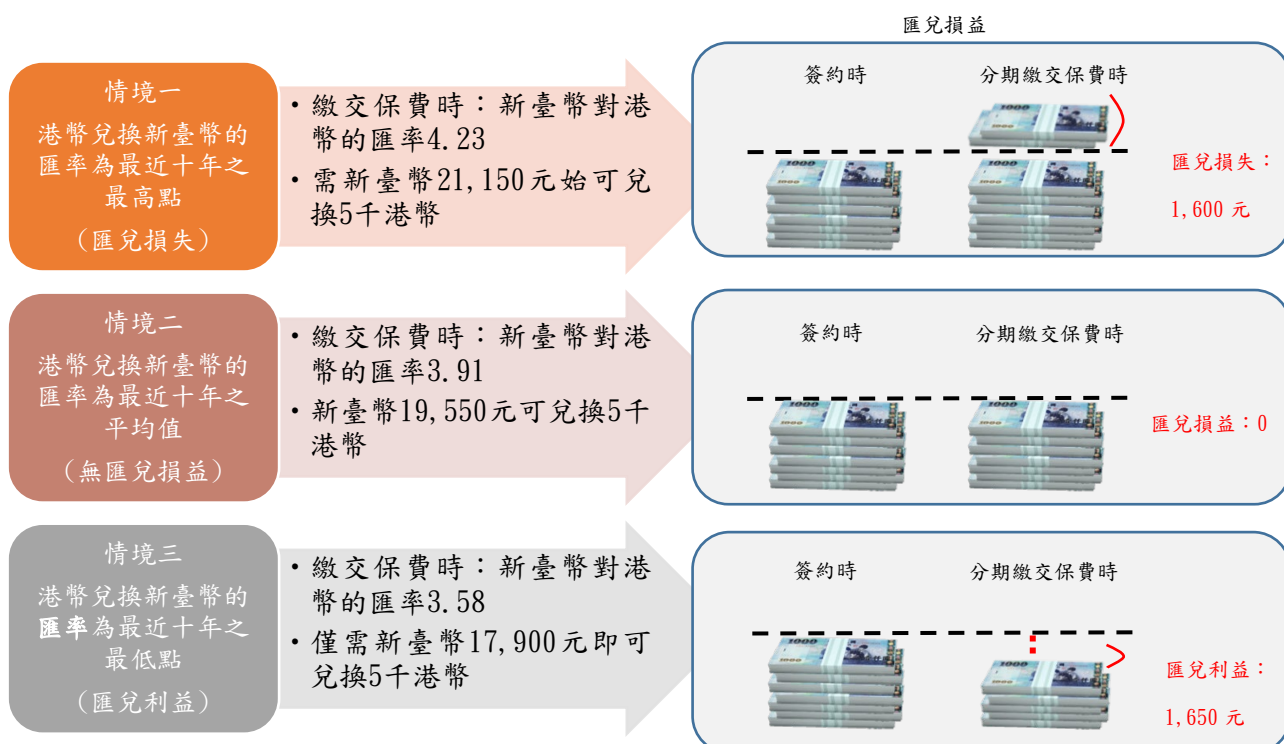 匯兌損益
情境一
港幣兌換新臺幣的
匯率為最近十年之
最高點
（匯兌損失）
•繳交保費時：新臺幣對港
幣的匯率4.23
•需新臺幣21,150元始可兌
換5千港幣
簽約時
分期繳交保費時
匯兌損失：
1,600 元
情境二
港幣兌換新臺幣的
匯率為最近十年之
平均值
（無匯兌損益）
•繳交保費時：新臺幣對港
幣的匯率3.91
•新臺幣19,550元可兌換5千
港幣
簽約時
分期繳交保費時
匯兌損益：0
情境三
港幣兌換新臺幣的
匯率為最近十年之
最低點
（匯兌利益）
•繳交保費時：新臺幣對港
幣的匯率3.58
•僅需新臺幣17,900元即可
兌換5千港幣
簽約時
分期繳交保費時
匯兌利益：
1,650 元